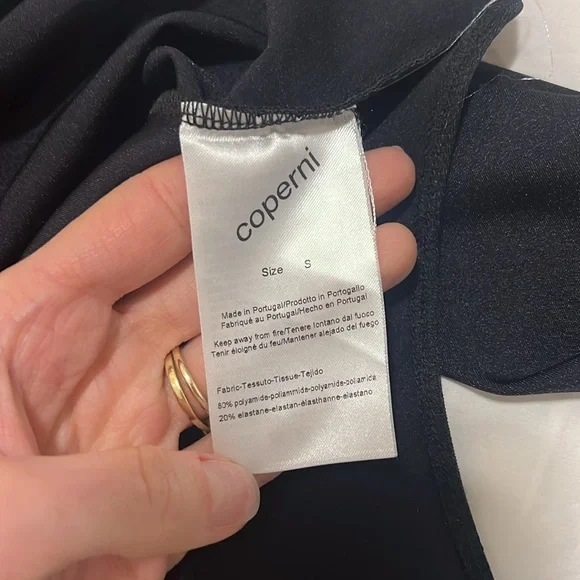 coperni
Size S
Made in Portugal/Prodotto in Portogallo
Fabriqué au Portugal/Hecho en Portugal
Keep away from fire/Tenere lontano dal fuoco
Tenir éloigné du feu/Mantener alejado del fuego
Fabric-Tessuto-Tissue-Tejido
80% polyamide-poliammide-polyamide-poliamida
20% elastane-elastan-élasthanne-elastano